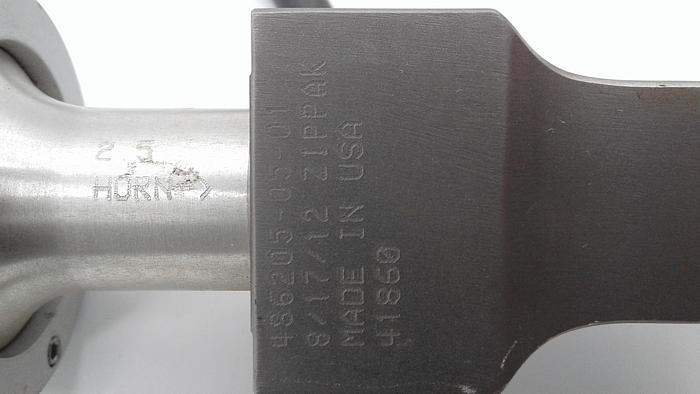 2.5
HORN →
486205-05-01
8/17/12 ZIPPAK
MADE IN USA
41860